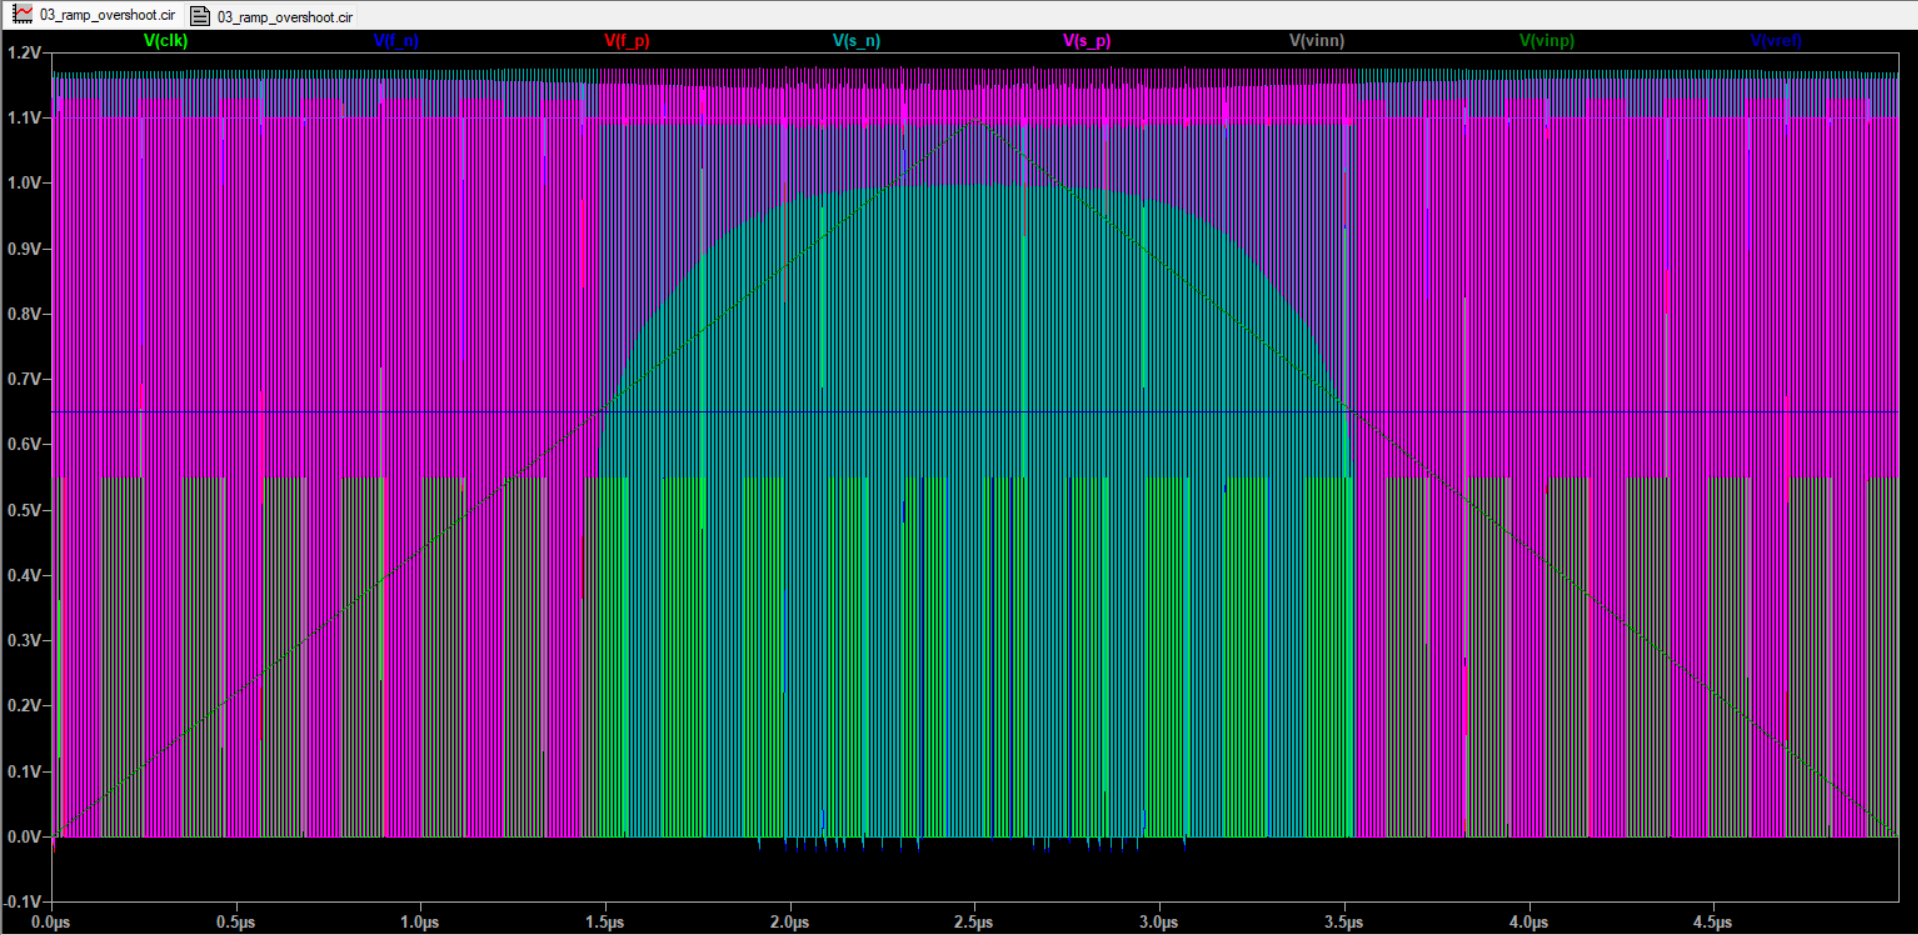 03_ramp_overshoot.cir 03_ramp_overshoot.cir
V(clk) V(f_n) V(f_p) V(s_n) V(s_p) V(vinn) V(vinp) V(vref)
1.2V
1.1V
1.0V
0.9V
0.8V
0.7V
0.6V
0.5V
0.4V
0.3V
0.2V
0.1V
0.0V
-0.1V
0.0µs 0.5µs 1.0µs 1.5µs 2.0µs 2.5µs 3.0µs 3.5µs 4.0µs 4.5µs